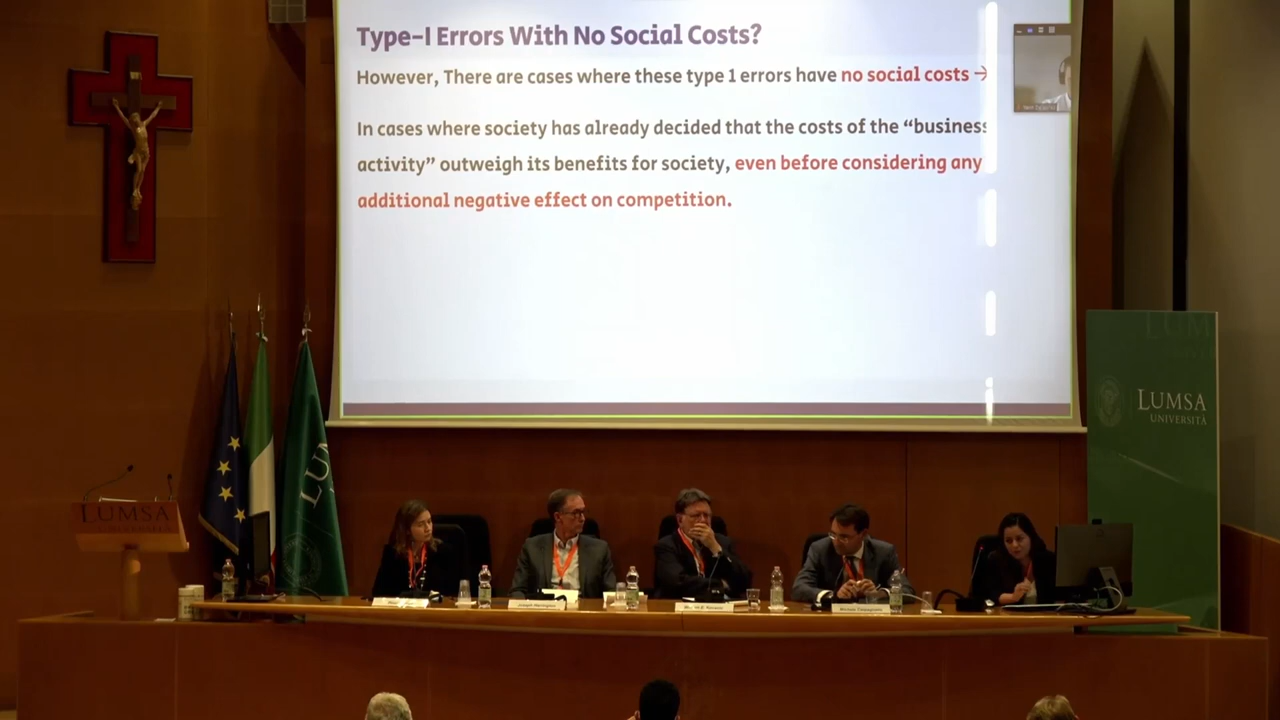 Type-I Errors With No Social Costs?
However, There are cases where these type 1 errors have no social costs →
In cases where society has already decided that the costs of the “business
activity” outweigh its benefits for society, even before considering any
additional negative effect on competition.
LUMSA
UNIVERSITÀ
LUM
LUMSA